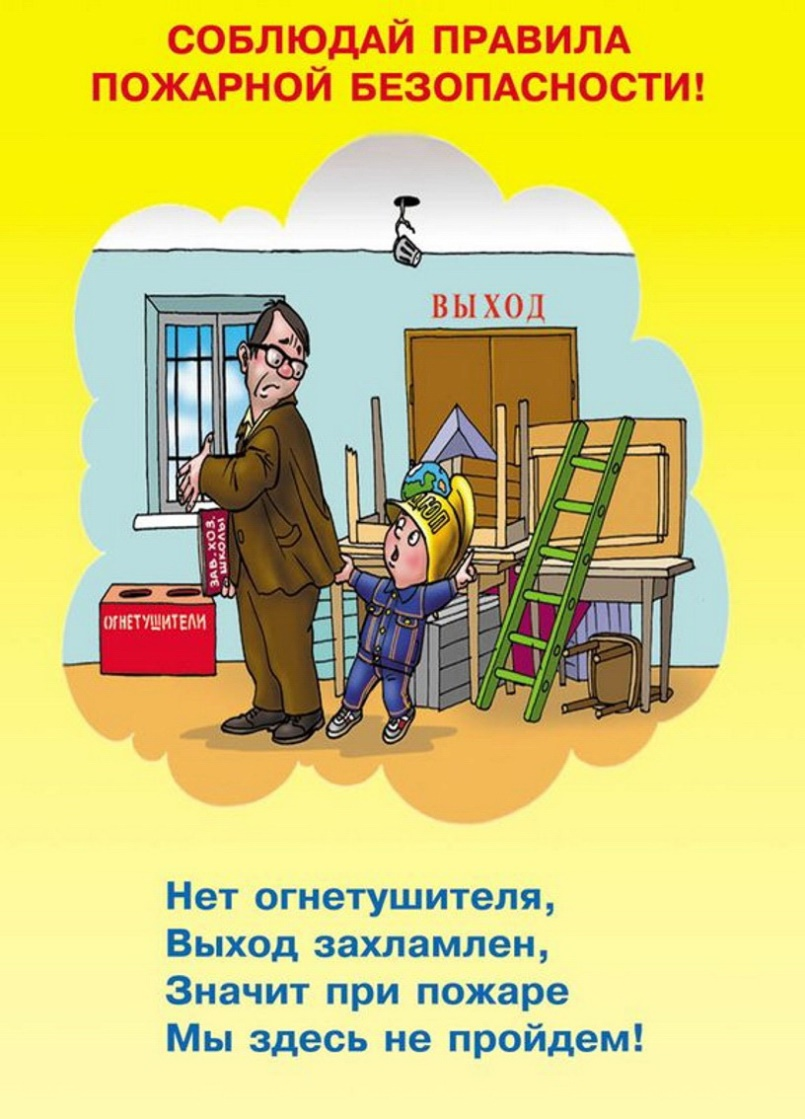 СОБЛЮДАЙ ПРАВИЛА
ПОЖАРНОЙ БЕЗОПАСНОСТИ!
ВЫХОД
ЗАВ. ХОЗ.
ШКОЛЫ
ОГНЕТУШИТЕЛИ
Нет огнетушителя,
Выход захламлен,
Значит при пожаре
Мы здесь не пройдем!